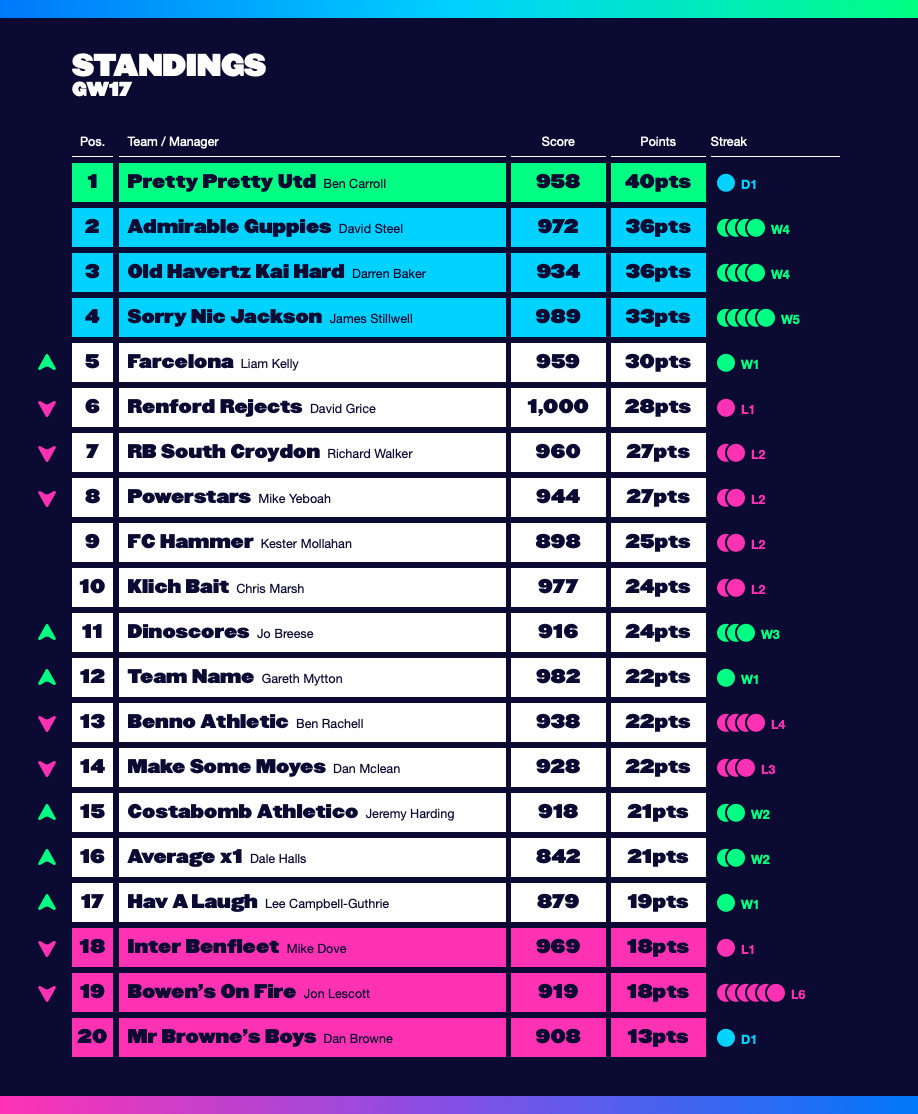 STANDINGS
GW17
Pos. Team / Manager Score Points Streak
1 Pretty Pretty Utd Ben Carroll 958 40pts D1
2 Admirable Guppies David Steel 972 36pts W4
3 Old Havertz Kai Hard Darren Baker 934 36pts W4
4 Sorry Nic Jackson James Stillwell 989 33pts W5
5 Farcelona Liam Kelly 959 30pts W1
6 Renford Rejects David Grice 1,000 28pts L1
7 RB South Croydon Richard Walker 960 27pts L2
8 Powerstars Mike Yeboah 944 27pts L2
9 FC Hammer Kester Mollahan 898 25pts L2
10 Klich Bait Chris Marsh 977 24pts L2
11 Dinoscores Jo Breese 916 24pts W3
12 Team Name Gareth Mytton 982 22pts W1
13 Benno Athletic Ben Rachell 938 22pts L4
14 Make Some Moyes Dan Mclean 928 22pts L3
15 Costabomb Athletico Jeremy Harding 918 21pts W2
16 Average x1 Dale Halls 842 21pts W2
17 Hav A Laugh Lee Campbell-Guthrie 879 19pts W1
18 Inter Benfleet Mike Dove 969 18pts L1
19 Bowen's On Fire Jon Lescott 919 18pts L6
20 Mr Browne's Boys Dan Browne 908 13pts D1